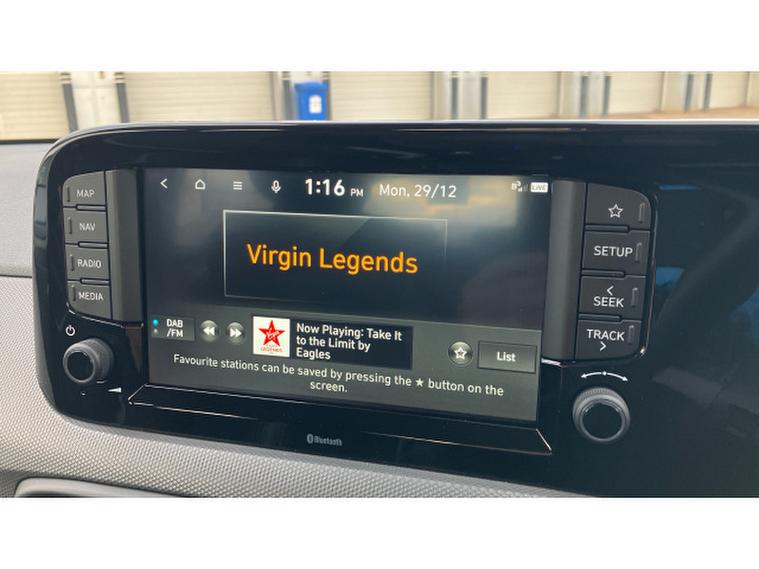 MAP
NAV
RADIO
MEDIA
1:16 PM Mon, 29/12
LIVE
Virgin Legends
DAB
/FM
Now Playing: Take It
to the Limit by
Eagles
List
Favourite stations can be saved by pressing the ★ button on the
screen.
SETUP
< SEEK
TRACK >
Bluetooth